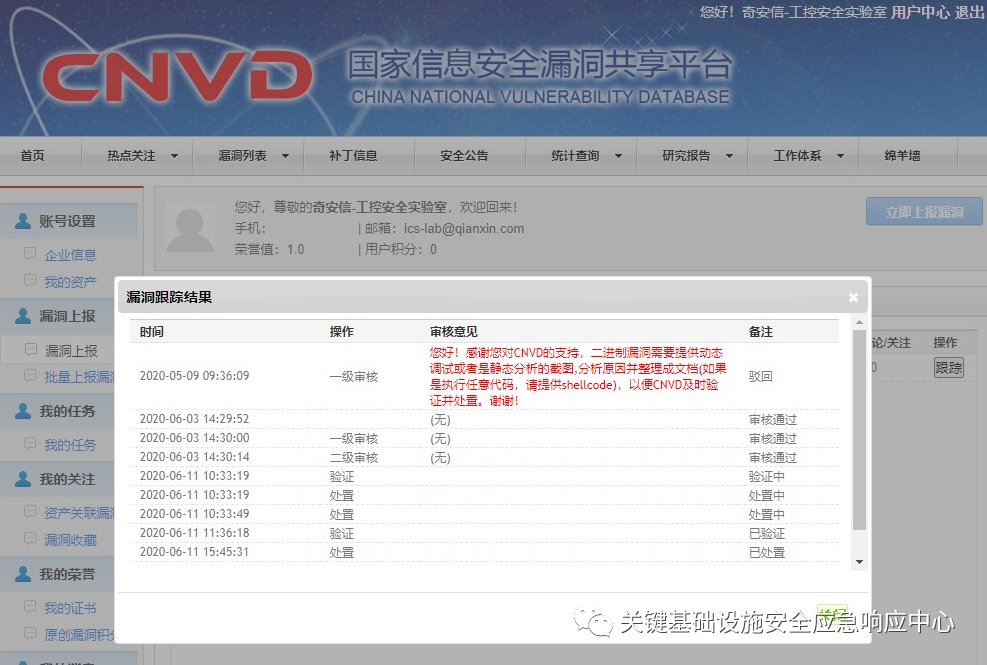 您好！奇安信-工控安全实验室 用户中心 退出
CNVD
国家信息安全漏洞共享平台
CHINA NATIONAL VULNERABILITY DATABASE
首页 热点关注 漏洞列表 补丁信息 安全公告 统计查询 研究报告 工作体系 绵羊墙
账号设置
企业信息
我的资产
漏洞上报
漏洞上报
批量上报漏
我的任务
我的任务
我的关注
资产关联漏
漏洞收藏
我的荣誉
我的证书
原创漏洞积
您好，尊敬的奇安信-工控安全实验室，欢迎回来！
手机： | 邮箱：ics-lab@qianxin.com
荣誉值：1.0 | 用户积分：0
立即上报漏洞
论/关注 操作
0 跟踪
漏洞跟踪结果 ×
时间 操作 审核意见 备注
2020-05-09 09:36:09 一级审核 驳回
您好！感谢您对CNVD的支持，二进制漏洞需要提供动态
调试或者是静态分析的截图,分析原因并整理成文档(如果
是执行任意代码，请提供shellcode)，以便CNVD及时验
证并处置。谢谢!
2020-06-03 14:29:52 (无) 审核通过
2020-06-03 14:30:00 一级审核 (无) 审核通过
2020-06-03 14:30:14 二级审核 (无) 审核通过
2020-06-11 10:33:19 验证 验证中
2020-06-11 10:33:19 处置 处置中
2020-06-11 10:33:49 处置 处置中
2020-06-11 11:36:18 验证 已验证
2020-06-11 15:45:31 处置 已处置
关闭
关键基础设施安全应急响应中心